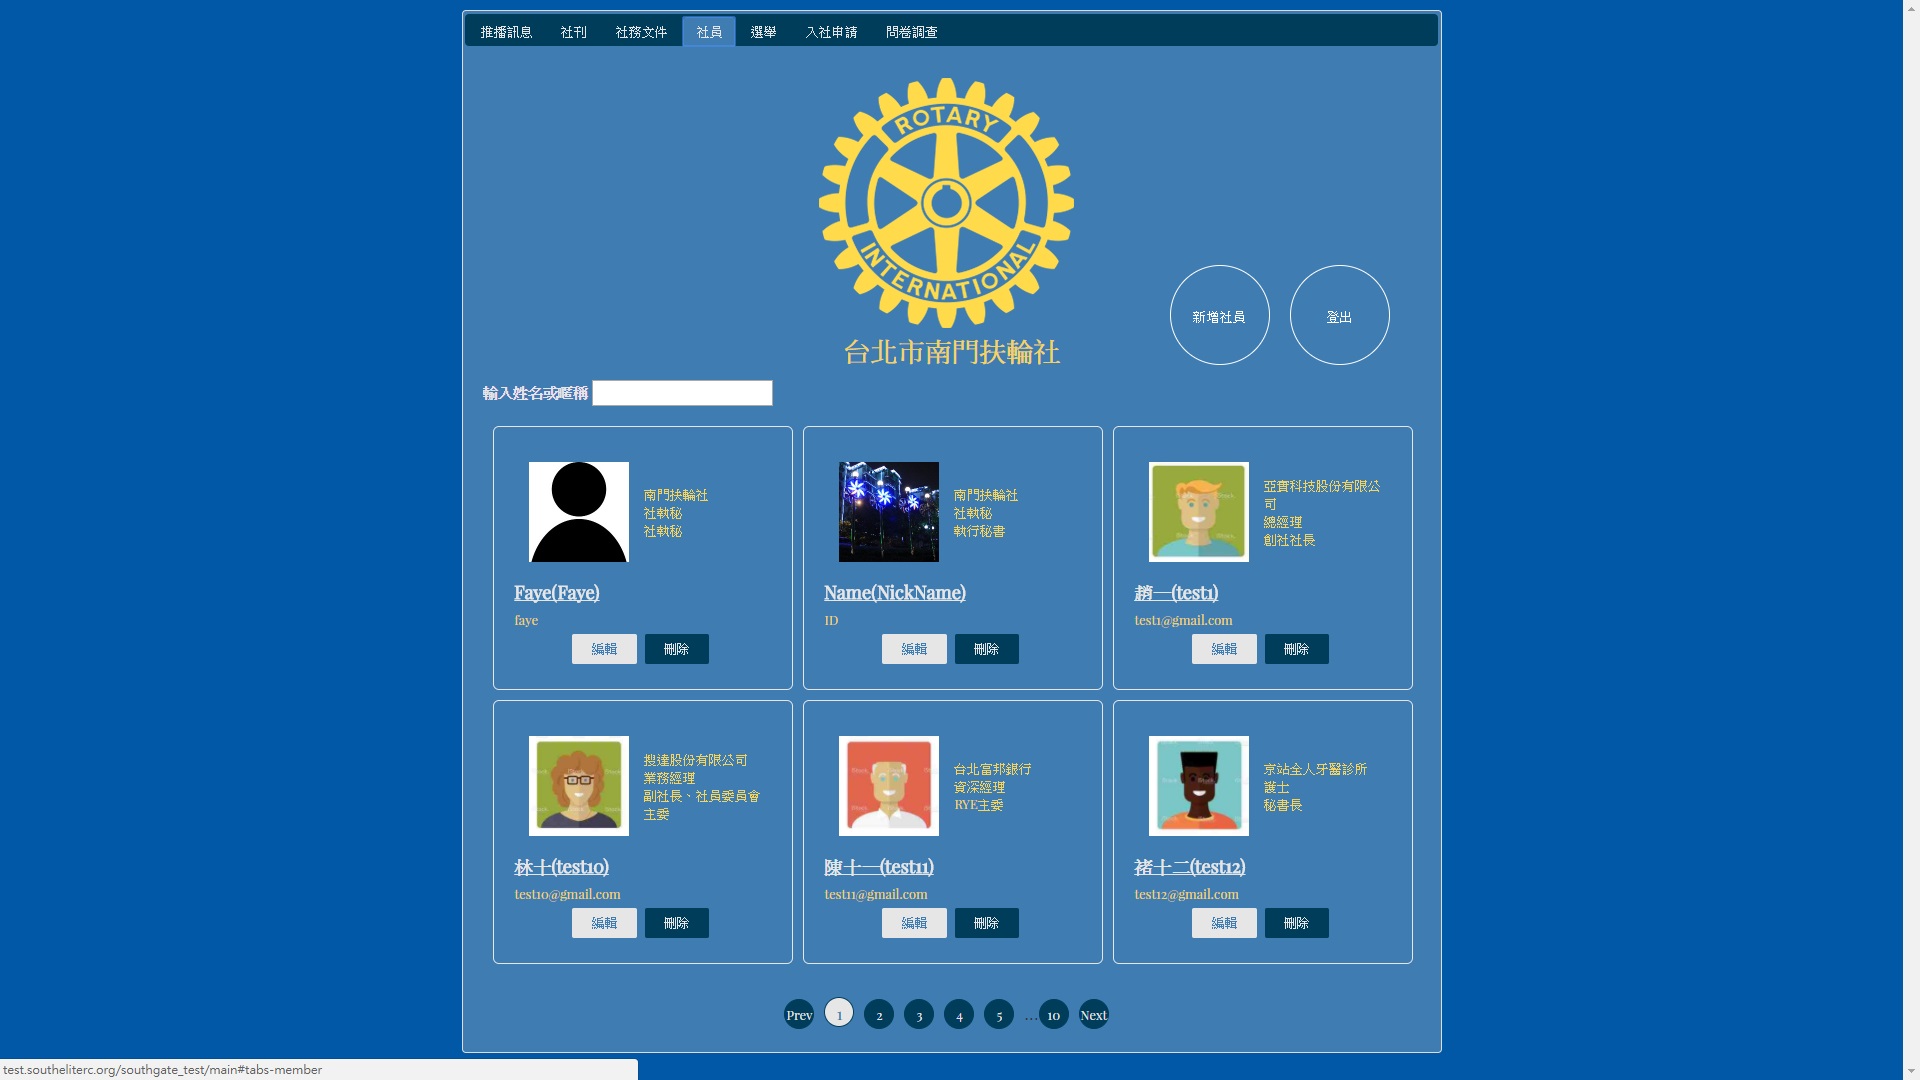 推播訊息 社刊 社務文件 社員 選舉 入社申請 問卷調查
ROTARY
INTERNATIONAL
台北市南門扶輪社
新增社員
登出
輸入姓名或暱稱
南門扶輪社
社執秘
社執秘
Faye(Faye)
faye
編輯 刪除
南門扶輪社
社執秘
執行秘書
Name(NickName)
ID
編輯 刪除
亞寶科技股份有限公
司
總經理
創社社長
趙一(test1)
test1@gmail.com
編輯 刪除
搜達股份有限公司
業務經理
副社長、社員委員會
主委
林十(test10)
test10@gmail.com
編輯 刪除
台北富邦銀行
資深經理
RYE主委
陳十一(test11)
test11@gmail.com
編輯 刪除
京站全人牙醫診所
護士
秘書長
褚十二(test12)
test12@gmail.com
編輯 刪除
Prev 1 2 3 4 5 ... 10 Next
test.southeliterc.org/southgate_test/main#tabs-member